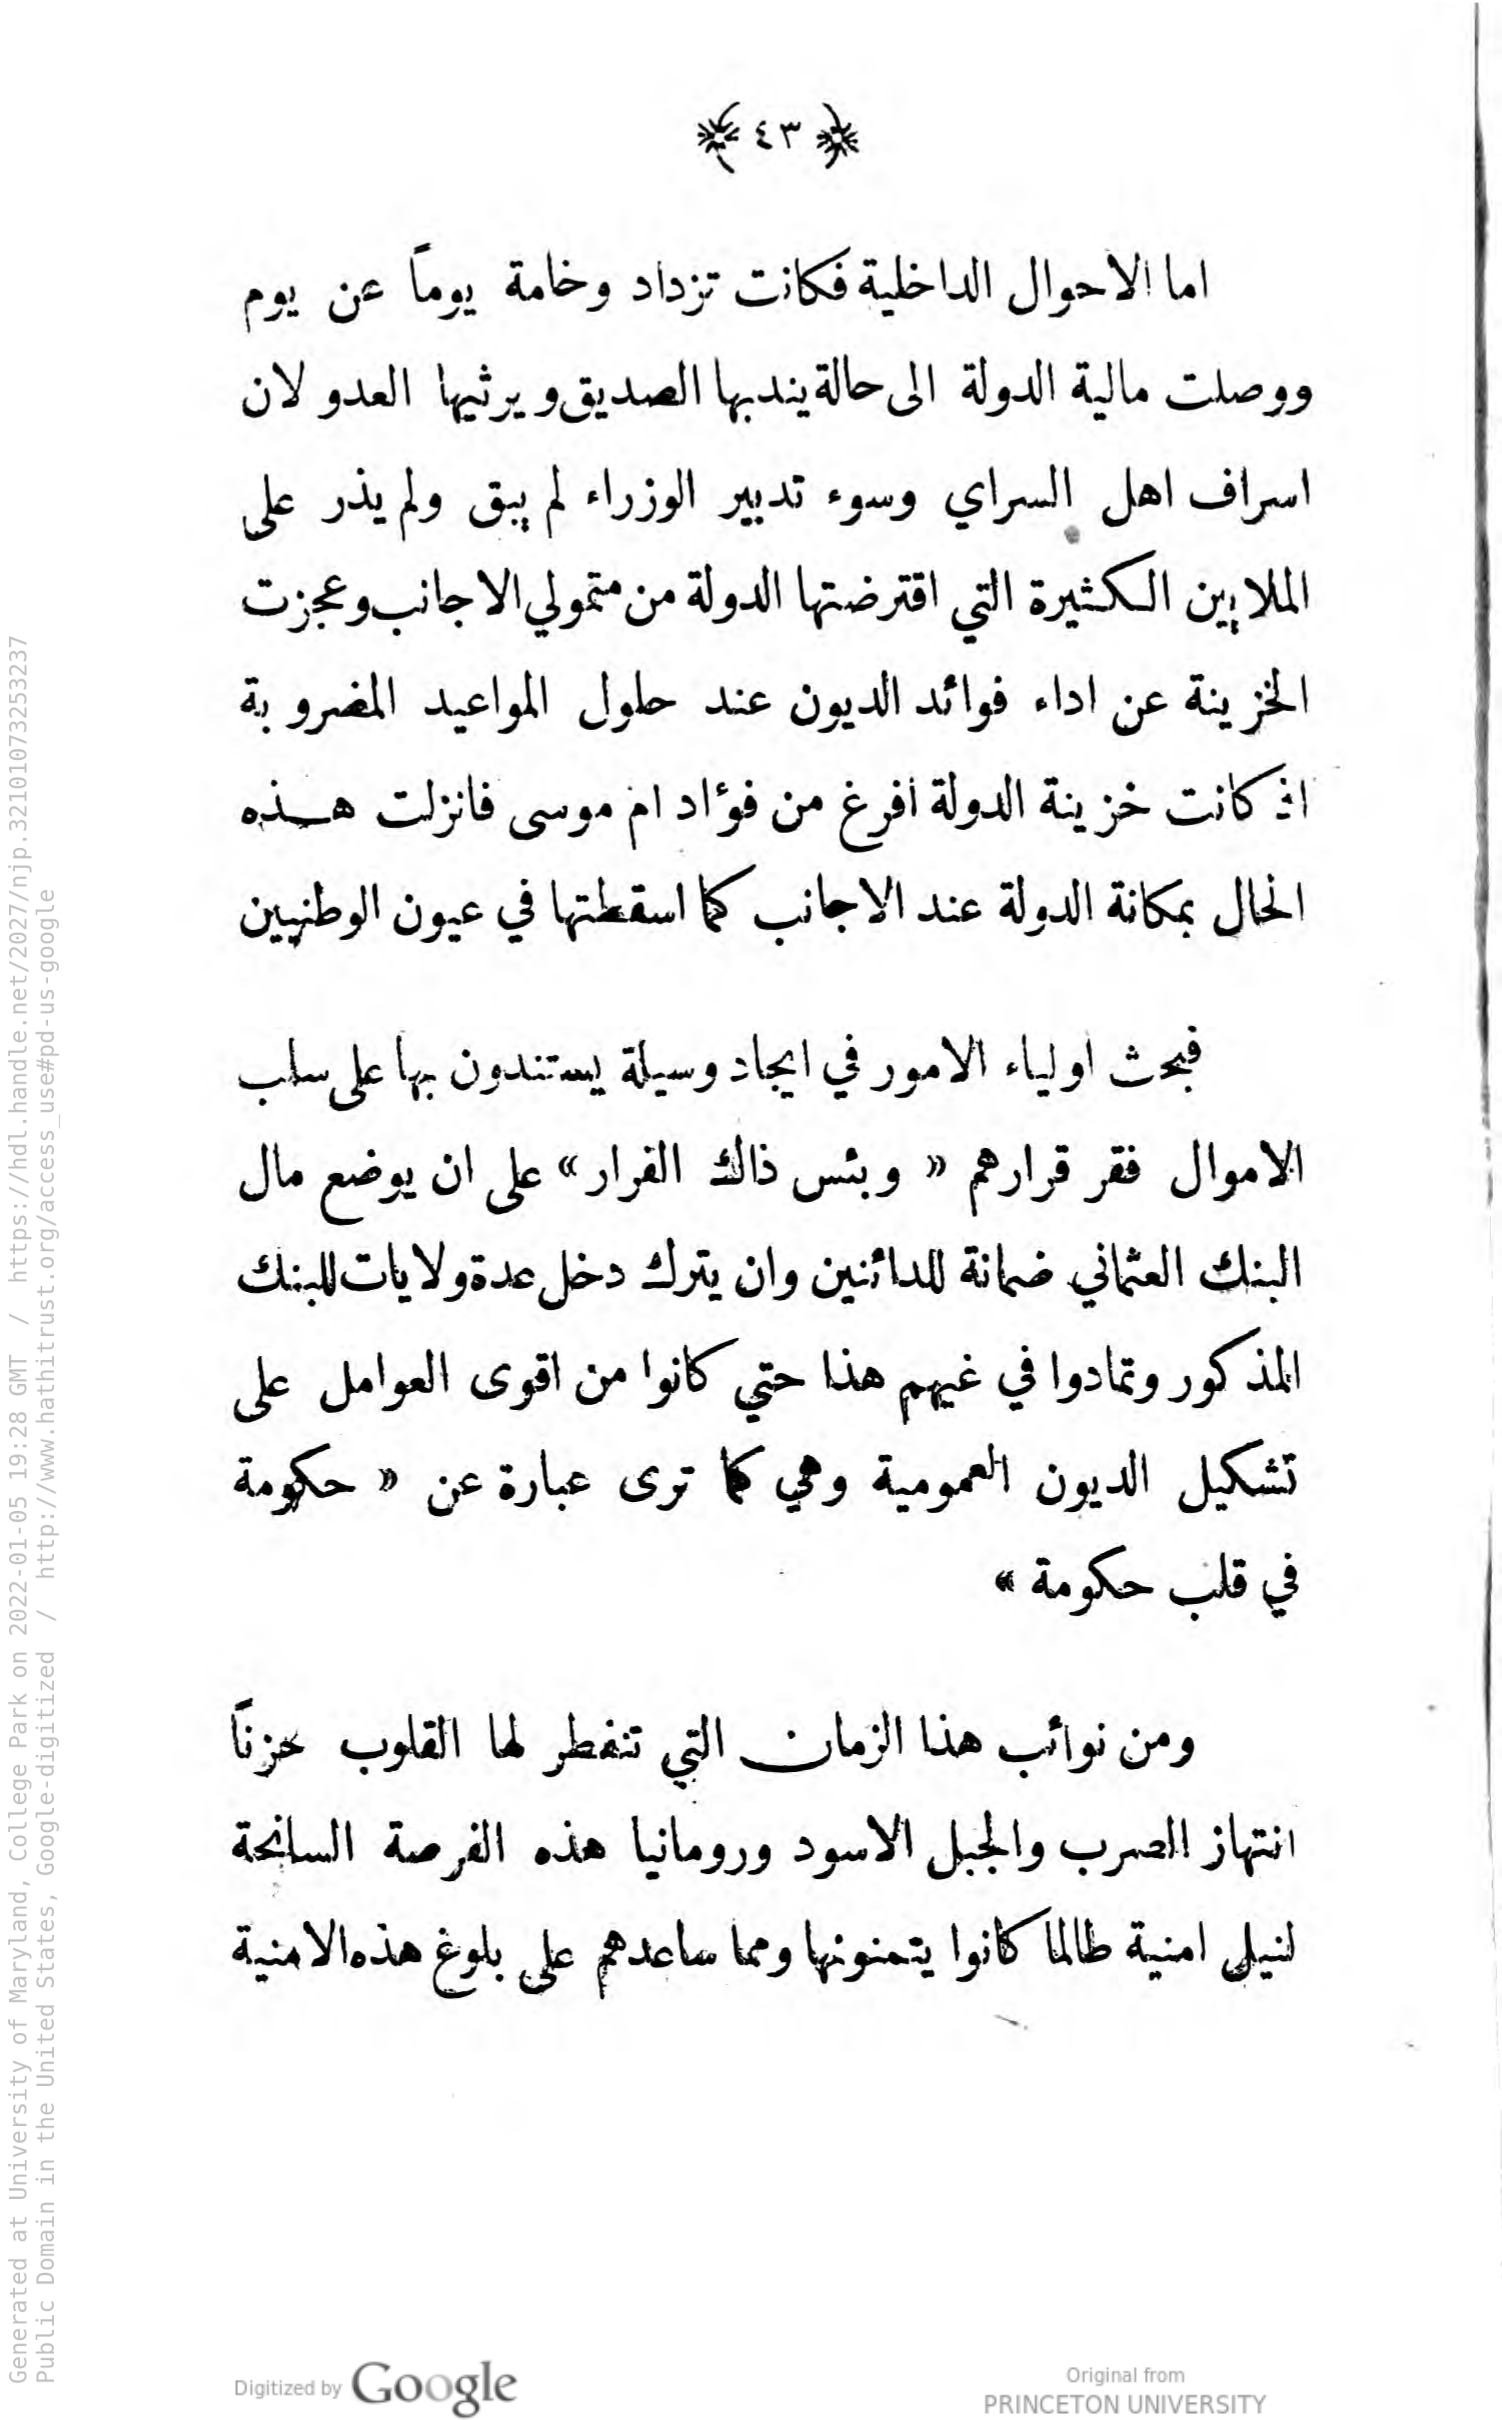 ﴿ ٤٣ ﴾
اما الاحوال الداخلية فكانت تزداد وخامة يوماً عن يوم
ووصلت مالية الدولة الى حالة يندبها الصديق ويرثيها العدو لان
اسراف اهل السراي وسوء تدبير الوزراء لم يبق ولم يذر على
الملايين الكثيرة التي اقترضتها الدولة من متمولي الاجانب وعجزت
الخزينة عن اداء فوائد الديون عند حلول المواعيد المضروبة
اذ كانت خزينة الدولة افرغ من فؤاد ام موسى فانزلت هـذه
الحال بمكانة الدولة عند الاجانب كما اسقطتها في عيون الوطنيين
فبحث اولياء الامور في ايجاد وسيلة يستندون بها على سلب
الاموال فقر قرارهم « وبئس ذاك القرار » على ان يوضع مال
البنك العثماني ضمانة للدائنين وان يترك دخل عدة ولايات للبنك
المذكور وتمادوا في غيهم هذا حتي كانوا من اقوى العوامل على
تشكيل الديون العمومية وهي كما ترى عبارة عن « حكومة
في قلب حكومة »
ومن نوائب هذا الزمان التي تنفطر لها القلوب حزناً
انتهاز الصرب والجبل الاسود ورومانيا هذه الفرصة السانحة
لنيل امنية طالما كانوا يتمنونها ومما ساعدهم على بلوغ هذه الامنية
Digitized by Google
Original from
PRINCETON UNIVERSITY
Generated at University of Maryland, College Park on 2022-01-05 19:28 GMT / https://hdl.handle.net/2027/njp.32101073253237
Public Domain in the United States, Google-digitized / http://www.hathitrust.org/access_use#pd-us-google